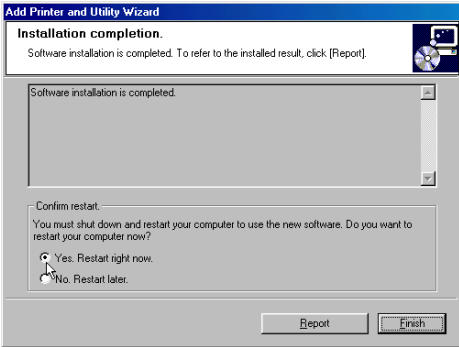 Add Printer and Utility Wizard
Installation completion.
Software installation is completed. To refer to the installed result, click [Report].
Software installation is completed.
Confirm restart.
You must shut down and restart your computer to use the new software. Do you want to
restart your computer now?
Yes. Restart right now.
No. Restart later.
Report
Finish